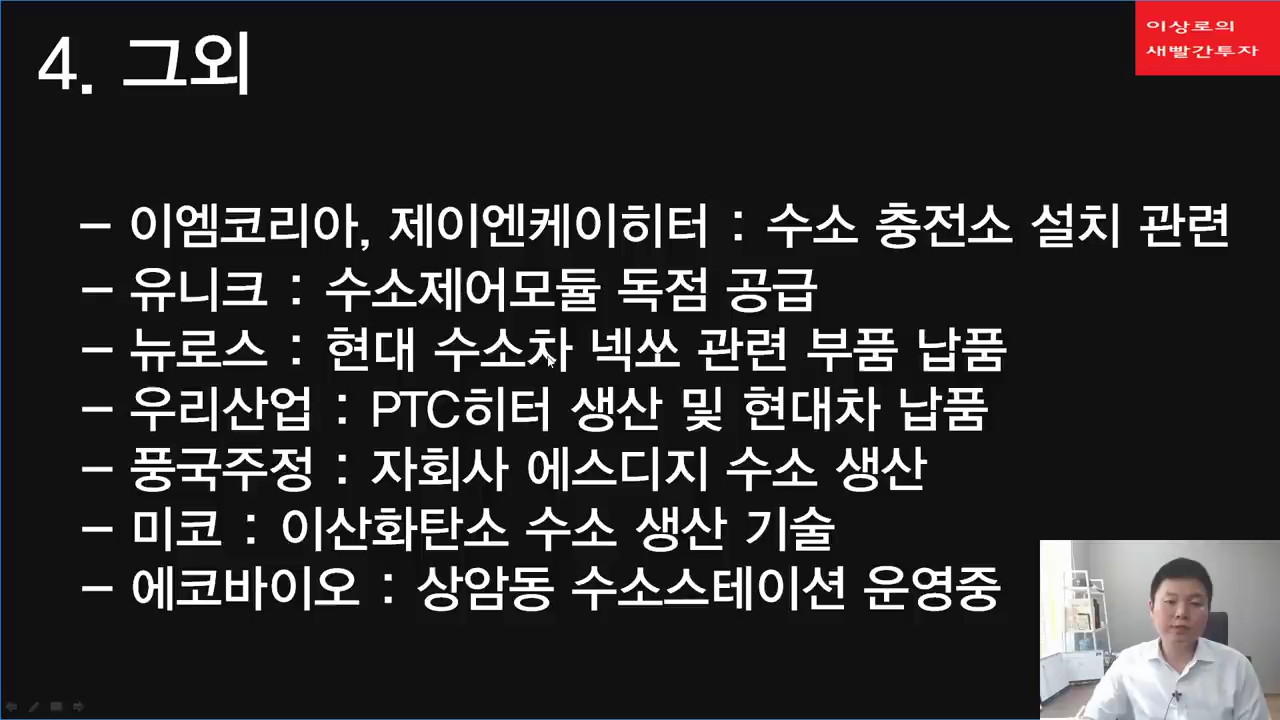 4. 그외
이상로의
새빨간투자
– 이엠코리아, 제이엔케이히터 : 수소 충전소 설치 관련
– 유니크 : 수소제어모듈 독점 공급
– 뉴로스 : 현대 수소차 넥쏘 관련 부품 납품
– 우리산업 : PTC히터 생산 및 현대차 납품
– 풍국주정 : 자회사 에스디지 수소 생산
– 미코 : 이산화탄소 수소 생산 기술
– 에코바이오 : 상암동 수소스테이션 운영중